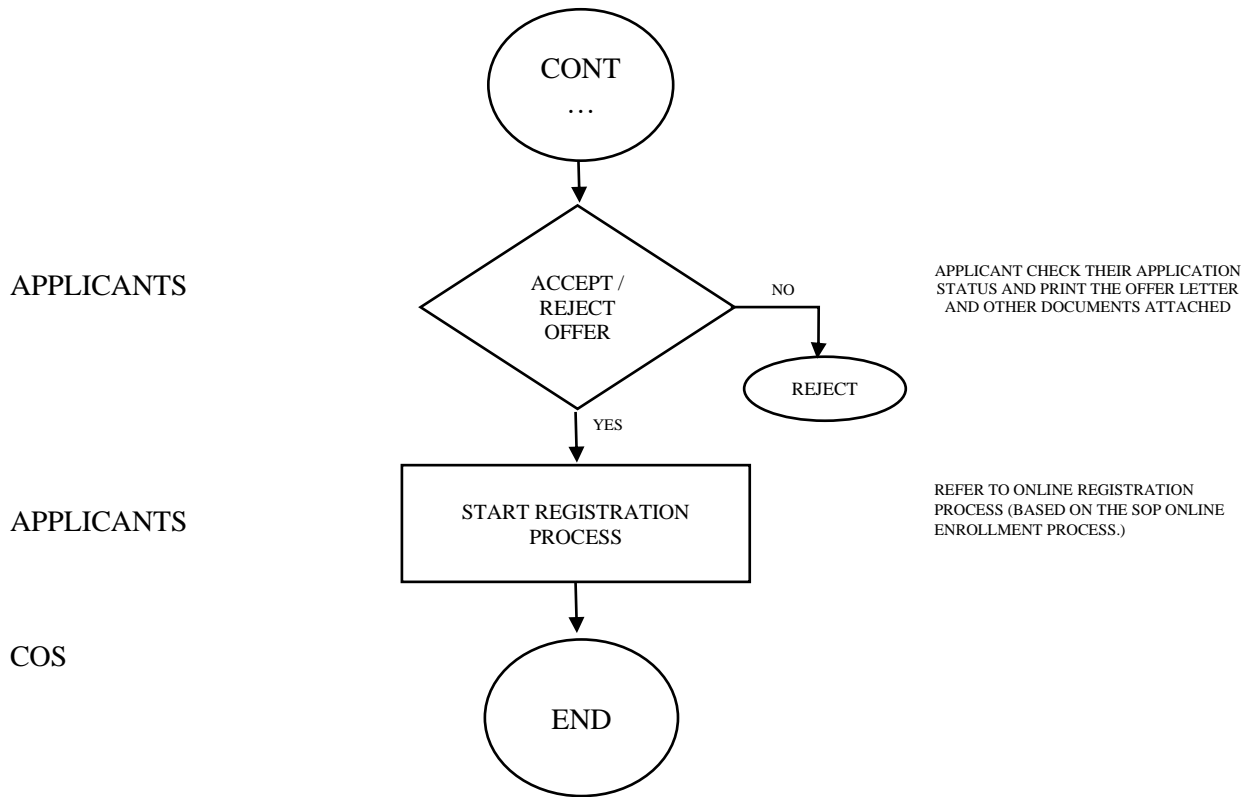 CONT
…
APPLICANTS
ACCEPT /
REJECT
OFFER
NO
APPLICANT CHECK THEIR APPLICATION
STATUS AND PRINT THE OFFER LETTER
AND OTHER DOCUMENTS ATTACHED
REJECT
YES
APPLICANTS
START REGISTRATION
PROCESS
REFER TO ONLINE REGISTRATION
PROCESS (BASED ON THE SOP ONLINE
ENROLLMENT PROCESS.)
COS
END